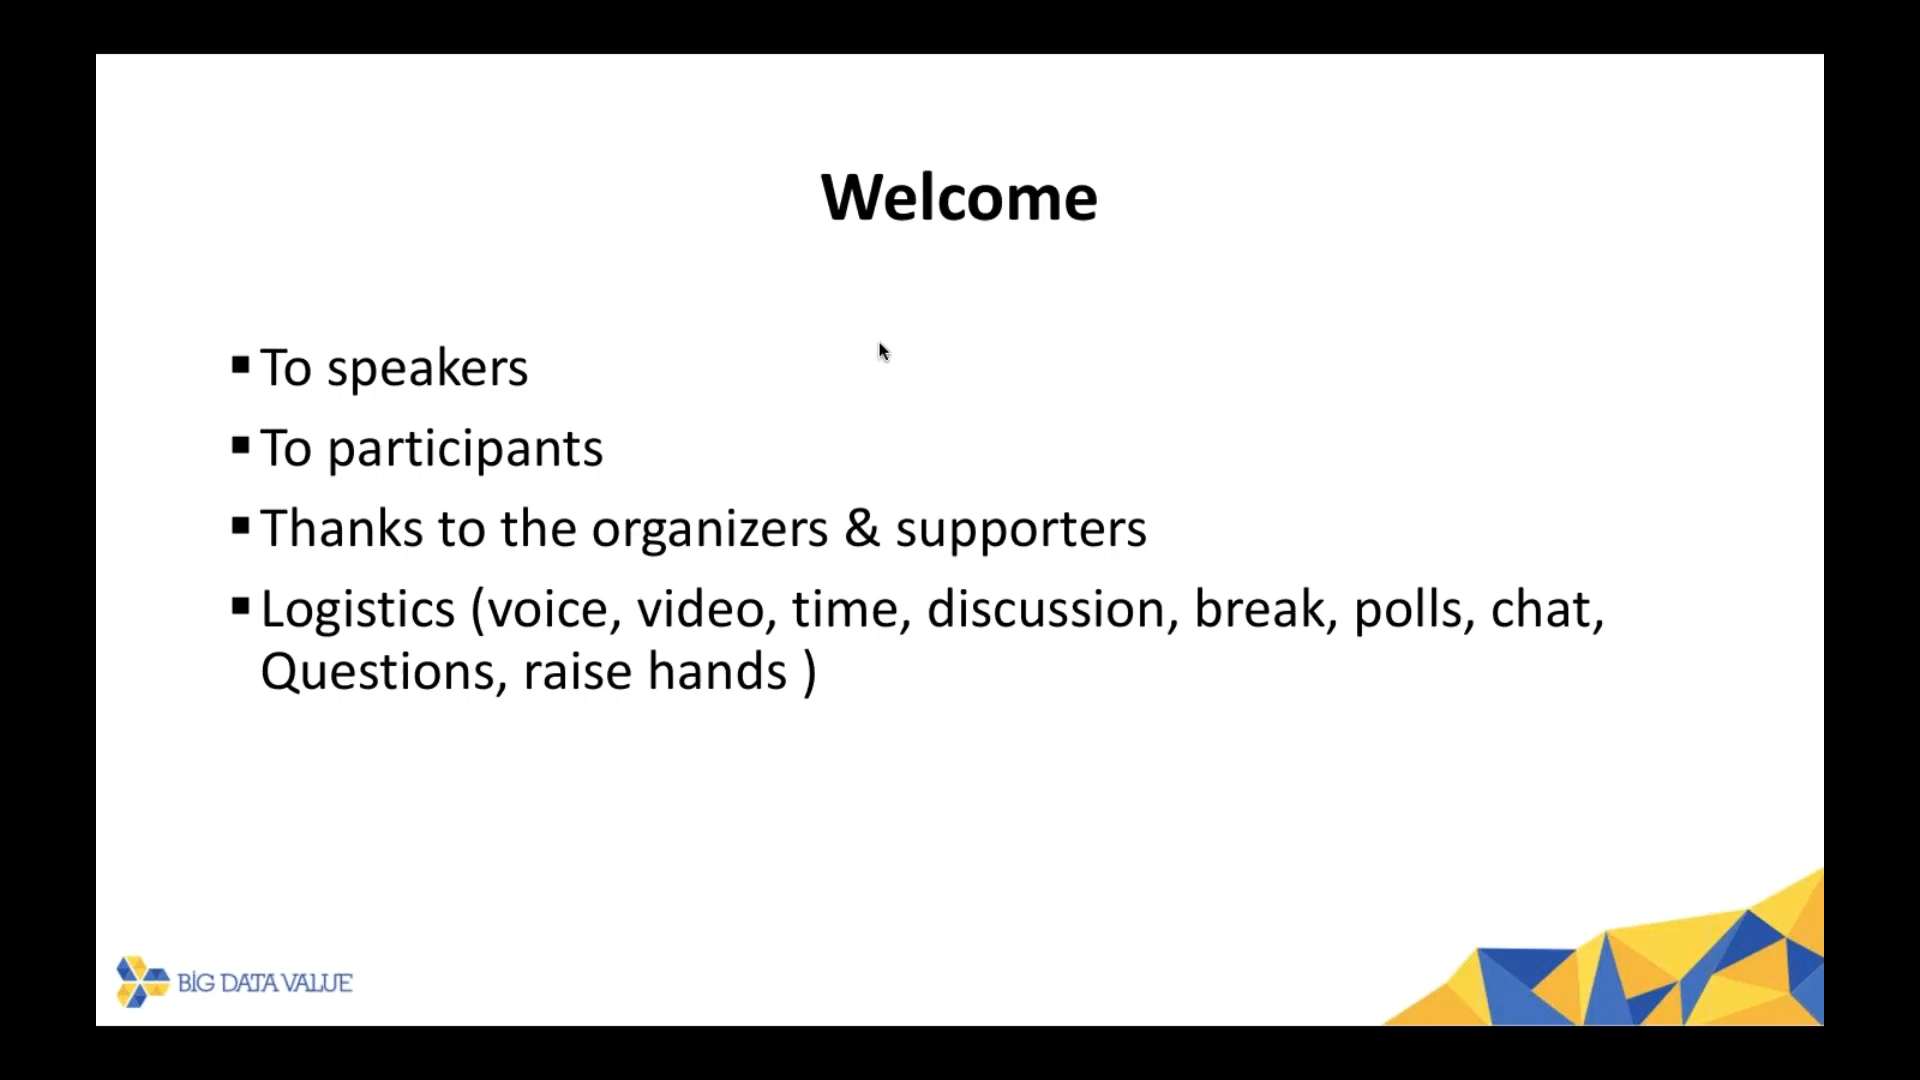 Welcome
▪ To speakers
▪ To participants
▪ Thanks to the organizers & supporters
▪ Logistics (voice, video, time, discussion, break, polls, chat,
Questions, raise hands )
BIG DATA VALUE